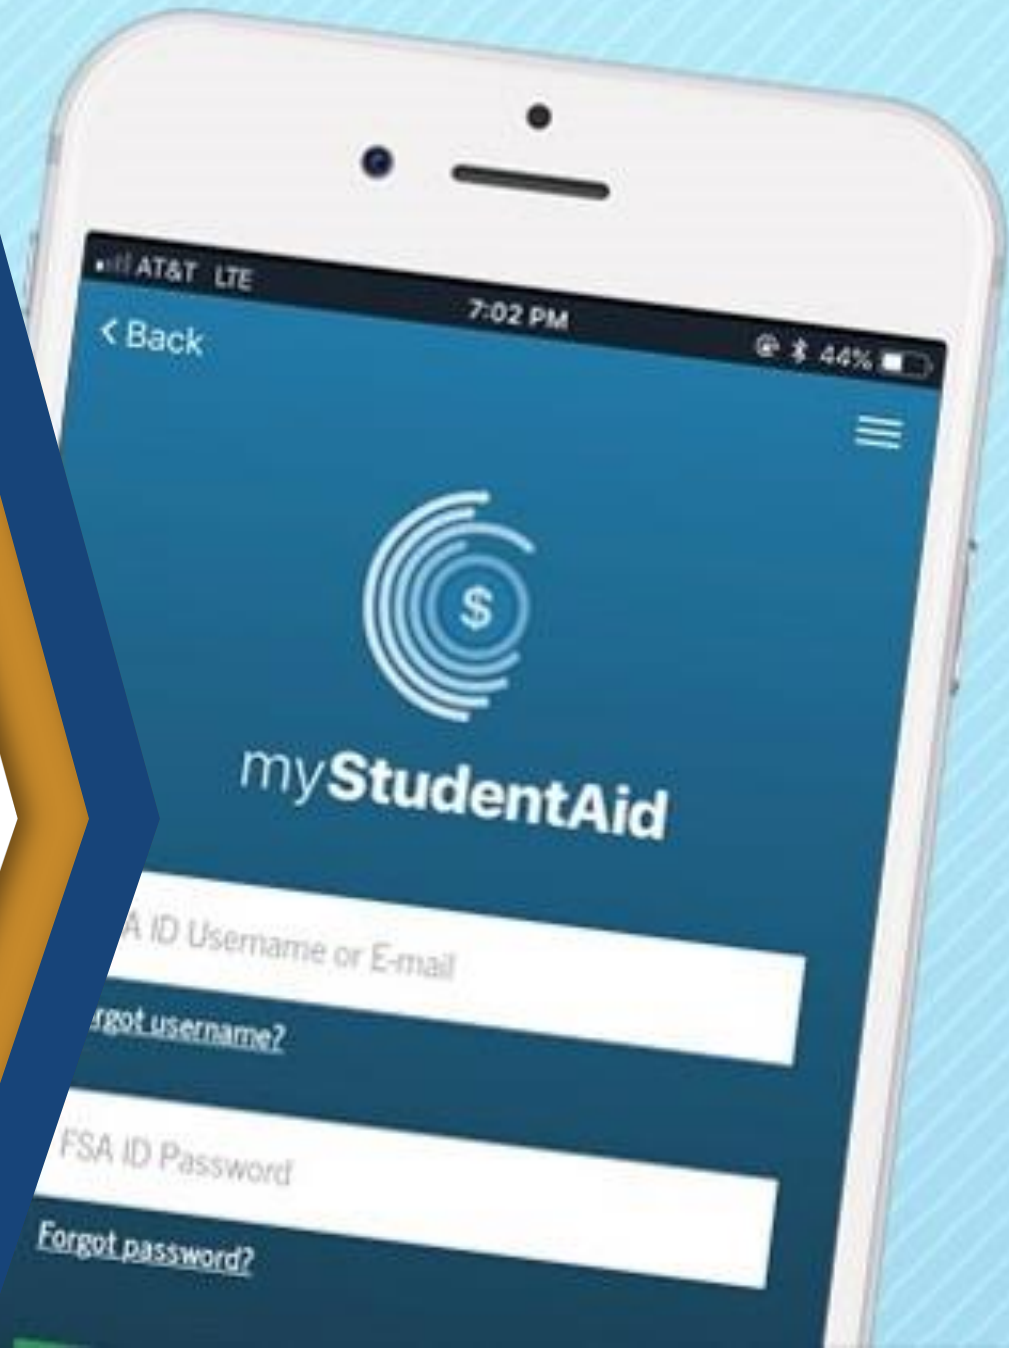 AT&T LTE
7:02 PM
44%
Back
$
myStudentAid
A ID Username or E-mail
rgot username?
FSA ID Password
Forgot password?